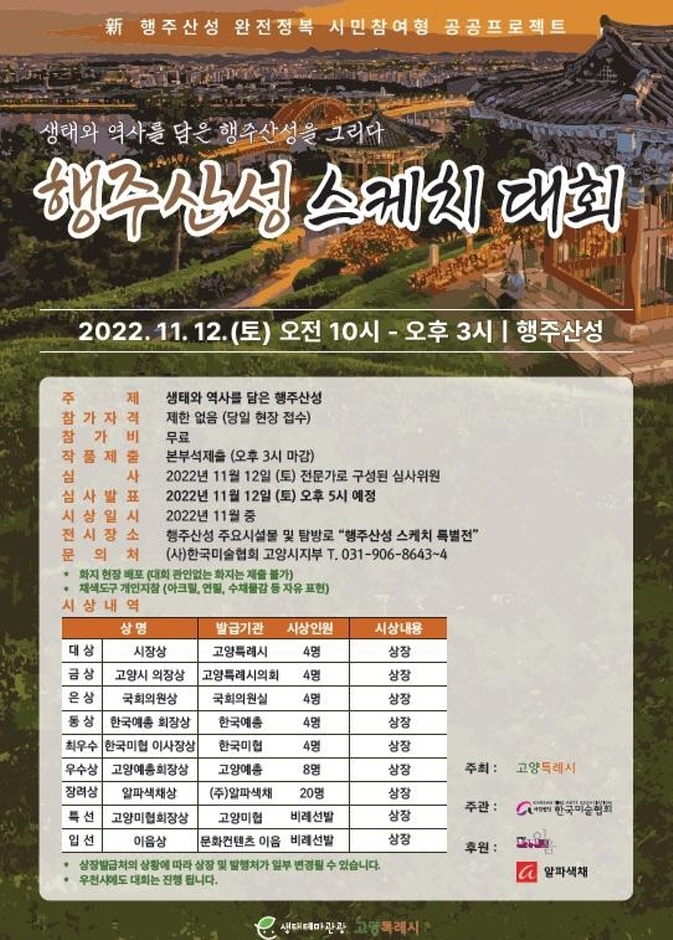 新 행주산성 완전정복 시민참여형 공공프로젝트
생태와 역사를 담은 행주산성을 그리다
행주산성 스케치 대회
2022. 11. 12.(토) 오전 10시 - 오후 3시 | 행주산성
주 제 생태와 역사를 담은 행주산성
참가자격 제한 없음 (당일 현장 접수)
참 가 비 무료
작품제출 본부석제출 (오후 3시 마감)
심 사 2022년 11월 12일 (토) 전문가로 구성된 심사위원
심사발표 2022년 11월 12일 (토) 오후 5시 예정
시상일시 2022년 11월 중
전시장소 행주산성 주요시설물 및 탐방로 “행주산성 스케치 특별전”
문 의 처 (사)한국미술협회 고양시지부 T. 031-906-8643~4
* 화지 현장 배포 (대회 관인없는 화지는 제출 불가)
* 채색도구 개인지참 (아크릴, 연필, 수채물감 등 자유 표현)
시상내역
상 명 발급기관 시상인원 시상내용
대 상 시장상 고양특례시 4명 상장
금 상 고양시 의장상 고양특례시의회 4명 상장
은 상 국회의원상 국회의원실 4명 상장
동 상 한국예총 회장상 한국예총 4명 상장
최우수 한국미협 이사장상 한국미협 4명 상장
우수상 고양예총회장상 고양예총 8명 상장
장려상 알파색채상 (주)알파색채 20명 상장
특 선 고양미협회장상 고양미협 비례선발 상장
입 선 이음상 문화컨텐츠 이음 비례선발 상장
* 상장발급처의 상황에 따라 상장 및 발행처가 일부 변경될 수 있습니다.
* 우천시에도 대회는 진행 됩니다.
주최 : 고양특례시
주관 : KOREAN FINE ARTS ASSOCIATION
사단법인 한국미술협회
후원 :
알파색채
생태테마관광 고양특례시